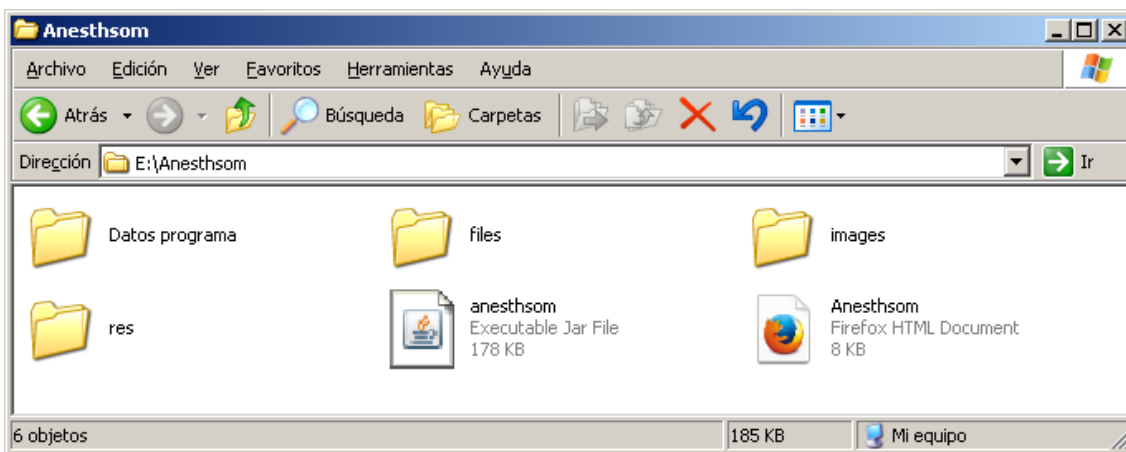 Anesthsom
Archivo Edición Ver Favoritos Herramientas Ayuda
Atrás Búsqueda Carpetas
Dirección E:\Anesthsom Ir
Datos programa files images
res
anesthsom
Executable Jar File
178 KB
Anesthsom
Firefox HTML Document
8 KB
6 objetos 185 KB Mi equipo